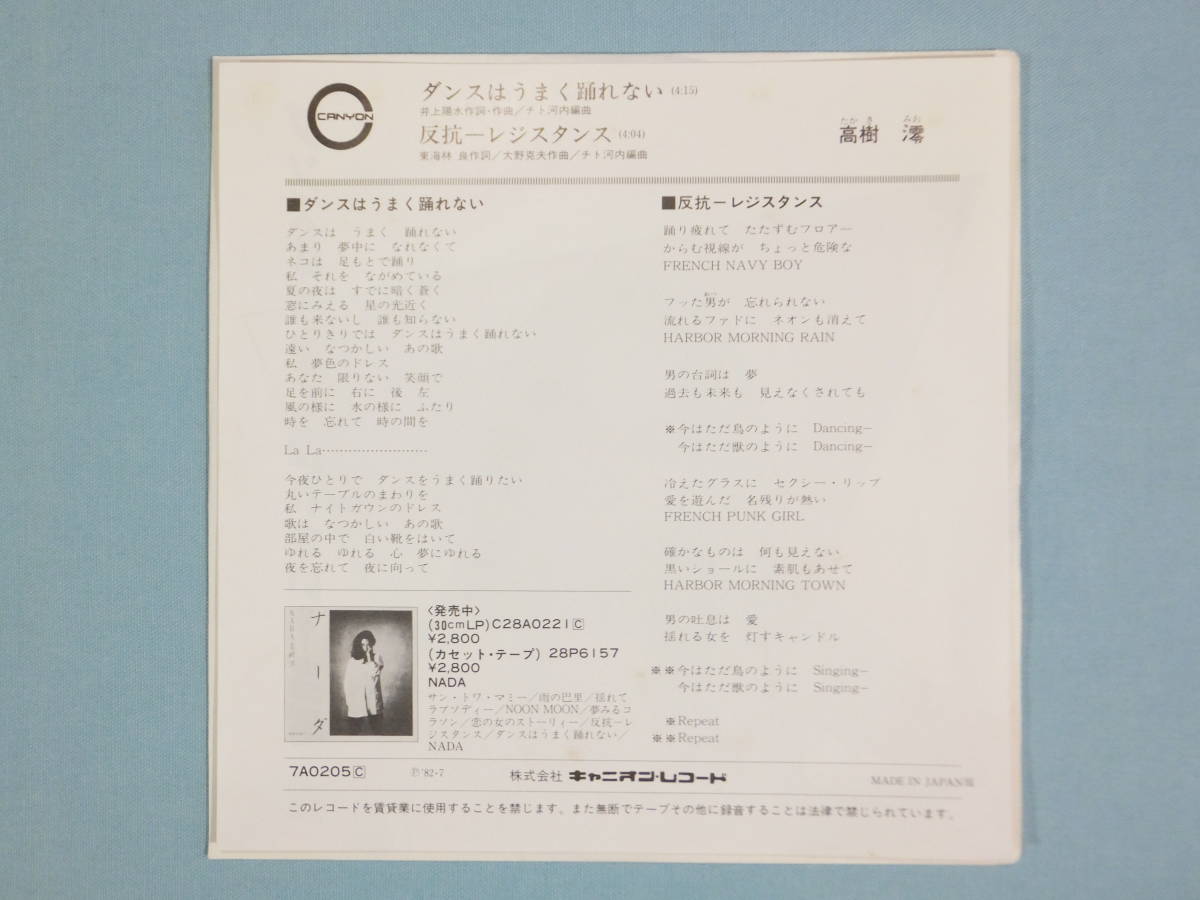 CANYON
ダンスはうまく踊れない (4:15)
井上陽水作詞・作曲/チト河内編曲
反抗―レジスタンス (4:04)
東海林 良作詞/大野克夫作曲/チト河内編曲
たかき みお
高樹 澪
■ダンスはうまく踊れない
ダンスは うまく 踊れない
あまり 夢中に なれなくて
ネコは 足もとで踊り
私 それを ながめている
夏の夜は すでに暗く蒼く
窓にみえる 星の光近く
誰も来ないし 誰も知らない
ひとりきりでは ダンスはうまく踊れない
遠い なつかしい あの歌
私 夢色のドレス
あなた 限りない 笑顔で
足を前に 右に 後 左
風の様に 水の様に ふたり
時を 忘れて 時の間を
La La……………………
今夜ひとりで ダンスをうまく踊りたい
丸いテーブルのまわりを
私 ナイトガウンのドレス
歌は なつかしい あの歌
部屋の中で 白い靴をはいて
ゆれる ゆれる 心 夢にゆれる
夜を忘れて 夜に向って
■反抗―レジスタンス
踊り疲れて たたずむフロアー
からむ視線が ちょっと危険な
FRENCH NAVY BOY
フッた男が 忘れられない
流れるファドに ネオンも消えて
HARBOR MORNING RAIN
男の台詞は 夢
過去も未来も 見えなくされても
※今はただ鳥のように Dancing―
今はただ獣のように Dancing―
冷えたグラスに セクシー・リップ
愛を遊んだ 名残りが熱い
FRENCH PUNK GIRL
確かなものは 何も見えない
黒いショールに 素肌もあせて
HARBOR MORNING TOWN
男の吐息は 愛
揺れる女を 灯すキャンドル
※※今はただ鳥のように Singing―
今はただ獣のように Singing―
※Repeat
※※Repeat
ナーダ
〈発売中〉
(30cmLP)C28A0221Ⓒ
¥2,800
(カセット・テープ) 28P6157
¥2,800
NADA
サン・トワ・マミー/雨の巴里/揺れて
ラプソディー/NOON MOON/夢みるコ
ラソン/恋の女のストーリィー/反抗―レ
ジスタンス/ダンスはうまく踊れない/
NADA
7A0205Ⓒ Ⓟ'82・7 株式会社 キャニオン・レコード MADE IN JAPAN
このレコードを賃貸業に使用することを禁じます。また無断でテープその他に録音することは法律で禁じられています。